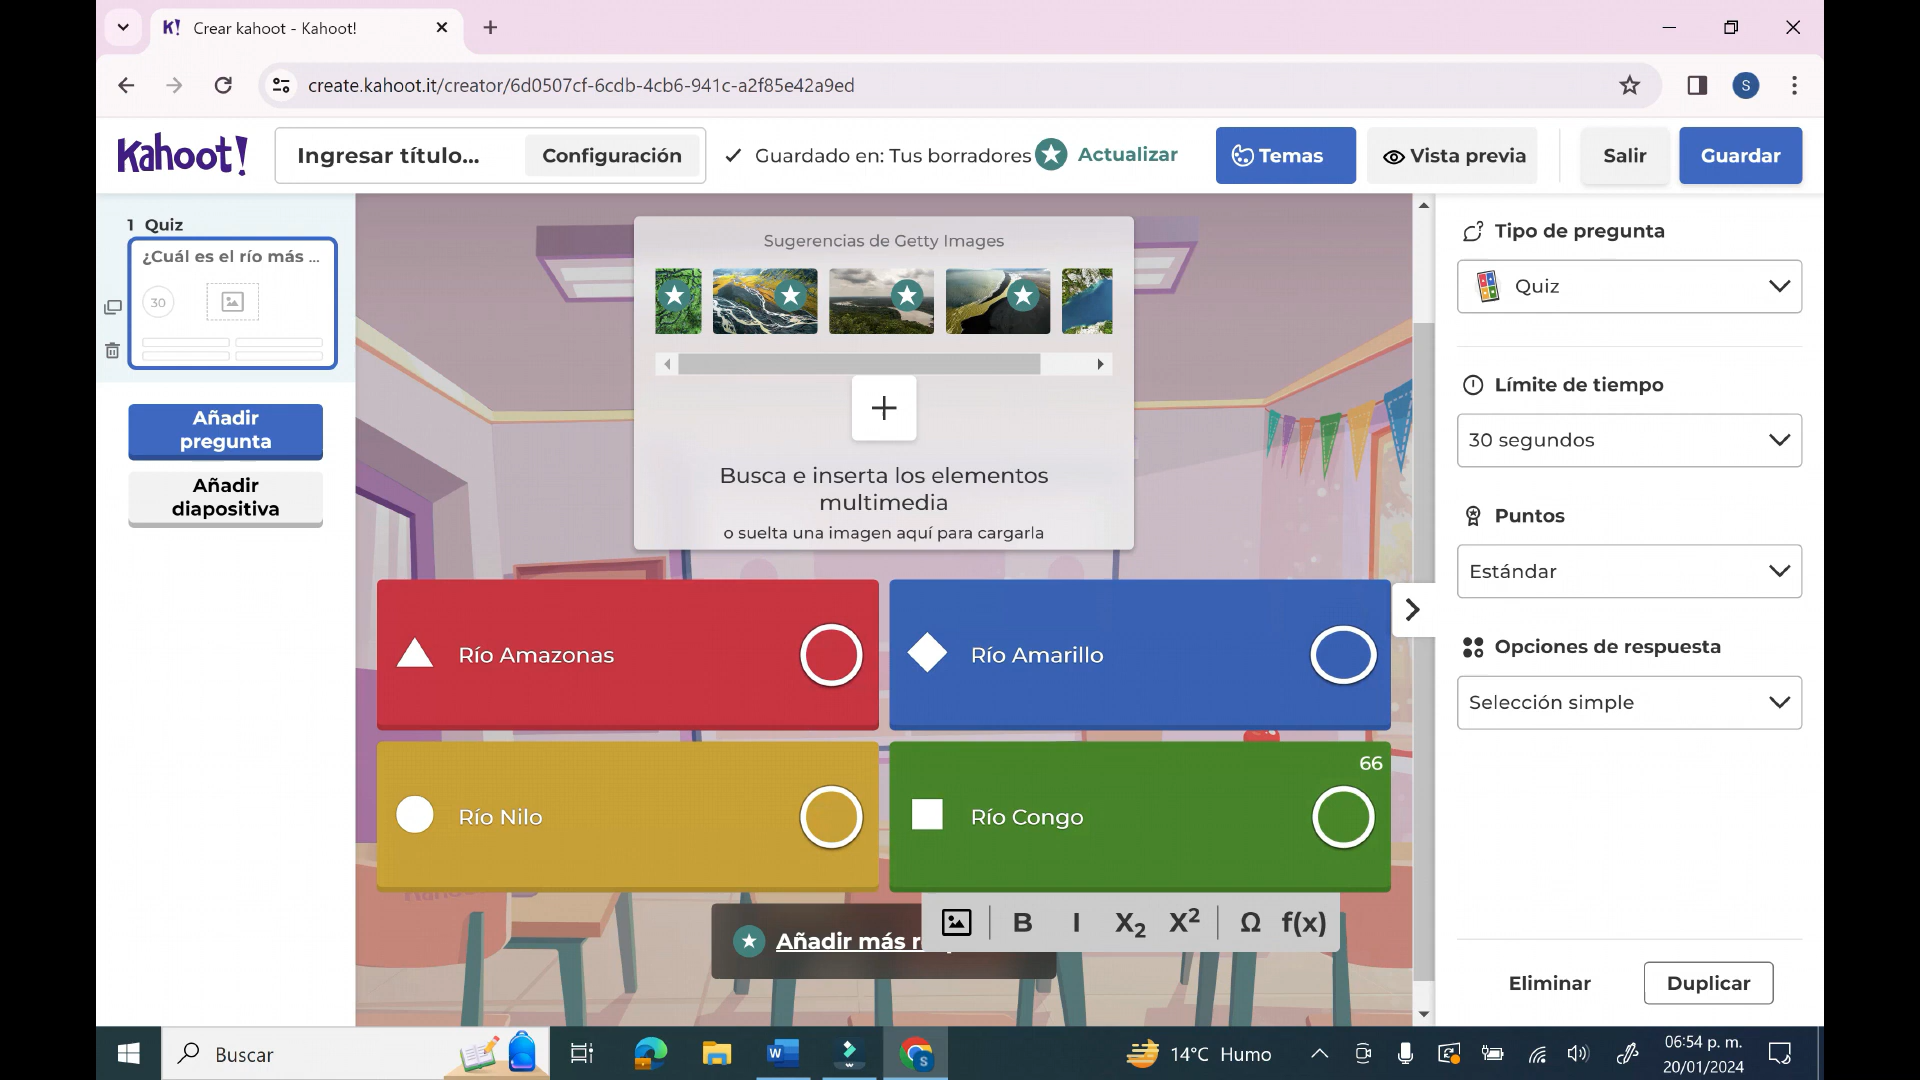 K! Crear kahoot - Kahoot!
create.kahoot.it/creator/6d0507cf-6cdb-4cb6-941c-a2f85e42a9ed
S
Kahoot!
Ingresar título...
Configuración
Guardado en: Tus borradores
Actualizar
Temas
Vista previa
Salir
Guardar
1 Quiz
¿Cuál es el río más ...
30
Añadir
pregunta
Añadir
diapositiva
Sugerencias de Getty Images
Busca e inserta los elementos
multimedia
o suelta una imagen aquí para cargarla
Río Amazonas
Río Amarillo
Río Nilo
66
Río Congo
Añadir más r
B I X2 X2 Ω f(x)
Tipo de pregunta
Quiz
Límite de tiempo
30 segundos
Puntos
Estándar
Opciones de respuesta
Selección simple
Eliminar
Duplicar
Buscar
W
S
14°C Humo
06:54 p. m.
20/01/2024